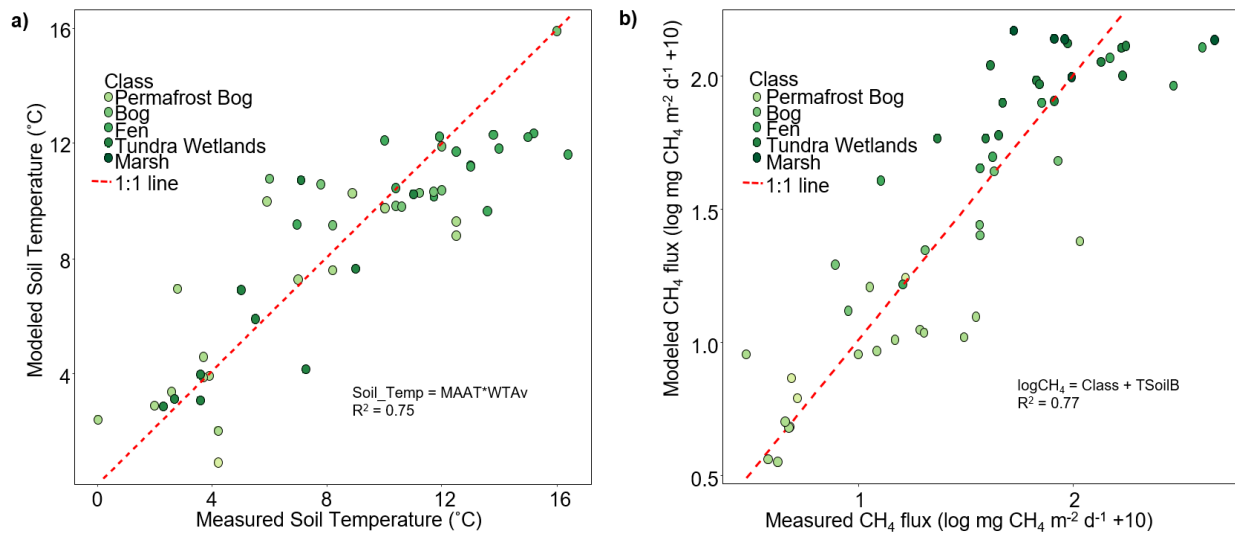 a)
Modeled Soil Temperature (˚C)
16
12
8
4
Class
Permafrost Bog
Bog
Fen
Tundra Wetlands
Marsh
1:1 line
Soil_Temp = MAAT*WTAv
R² = 0.75
0
4
8
12
16
Measured Soil Temperature (˚C)
b)
Modeled CH₄ flux (log mg CH₄ m⁻² d⁻¹ +10)
2.0
1.5
1.0
0.5
Class
Permafrost Bog
Bog
Fen
Tundra Wetlands
Marsh
1:1 line
logCH₄ = Class + TSoilB
R² = 0.77
1
2
Measured CH₄ flux (log mg CH₄ m⁻² d⁻¹ +10)